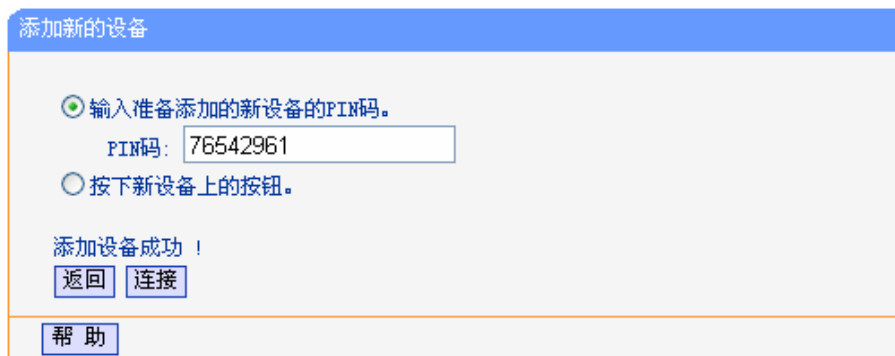 添加新的设备
输入准备添加的新设备的PIN码。
PIN码: 76542961
按下新设备上的按钮。
添加设备成功 !
返回 连接
帮 助